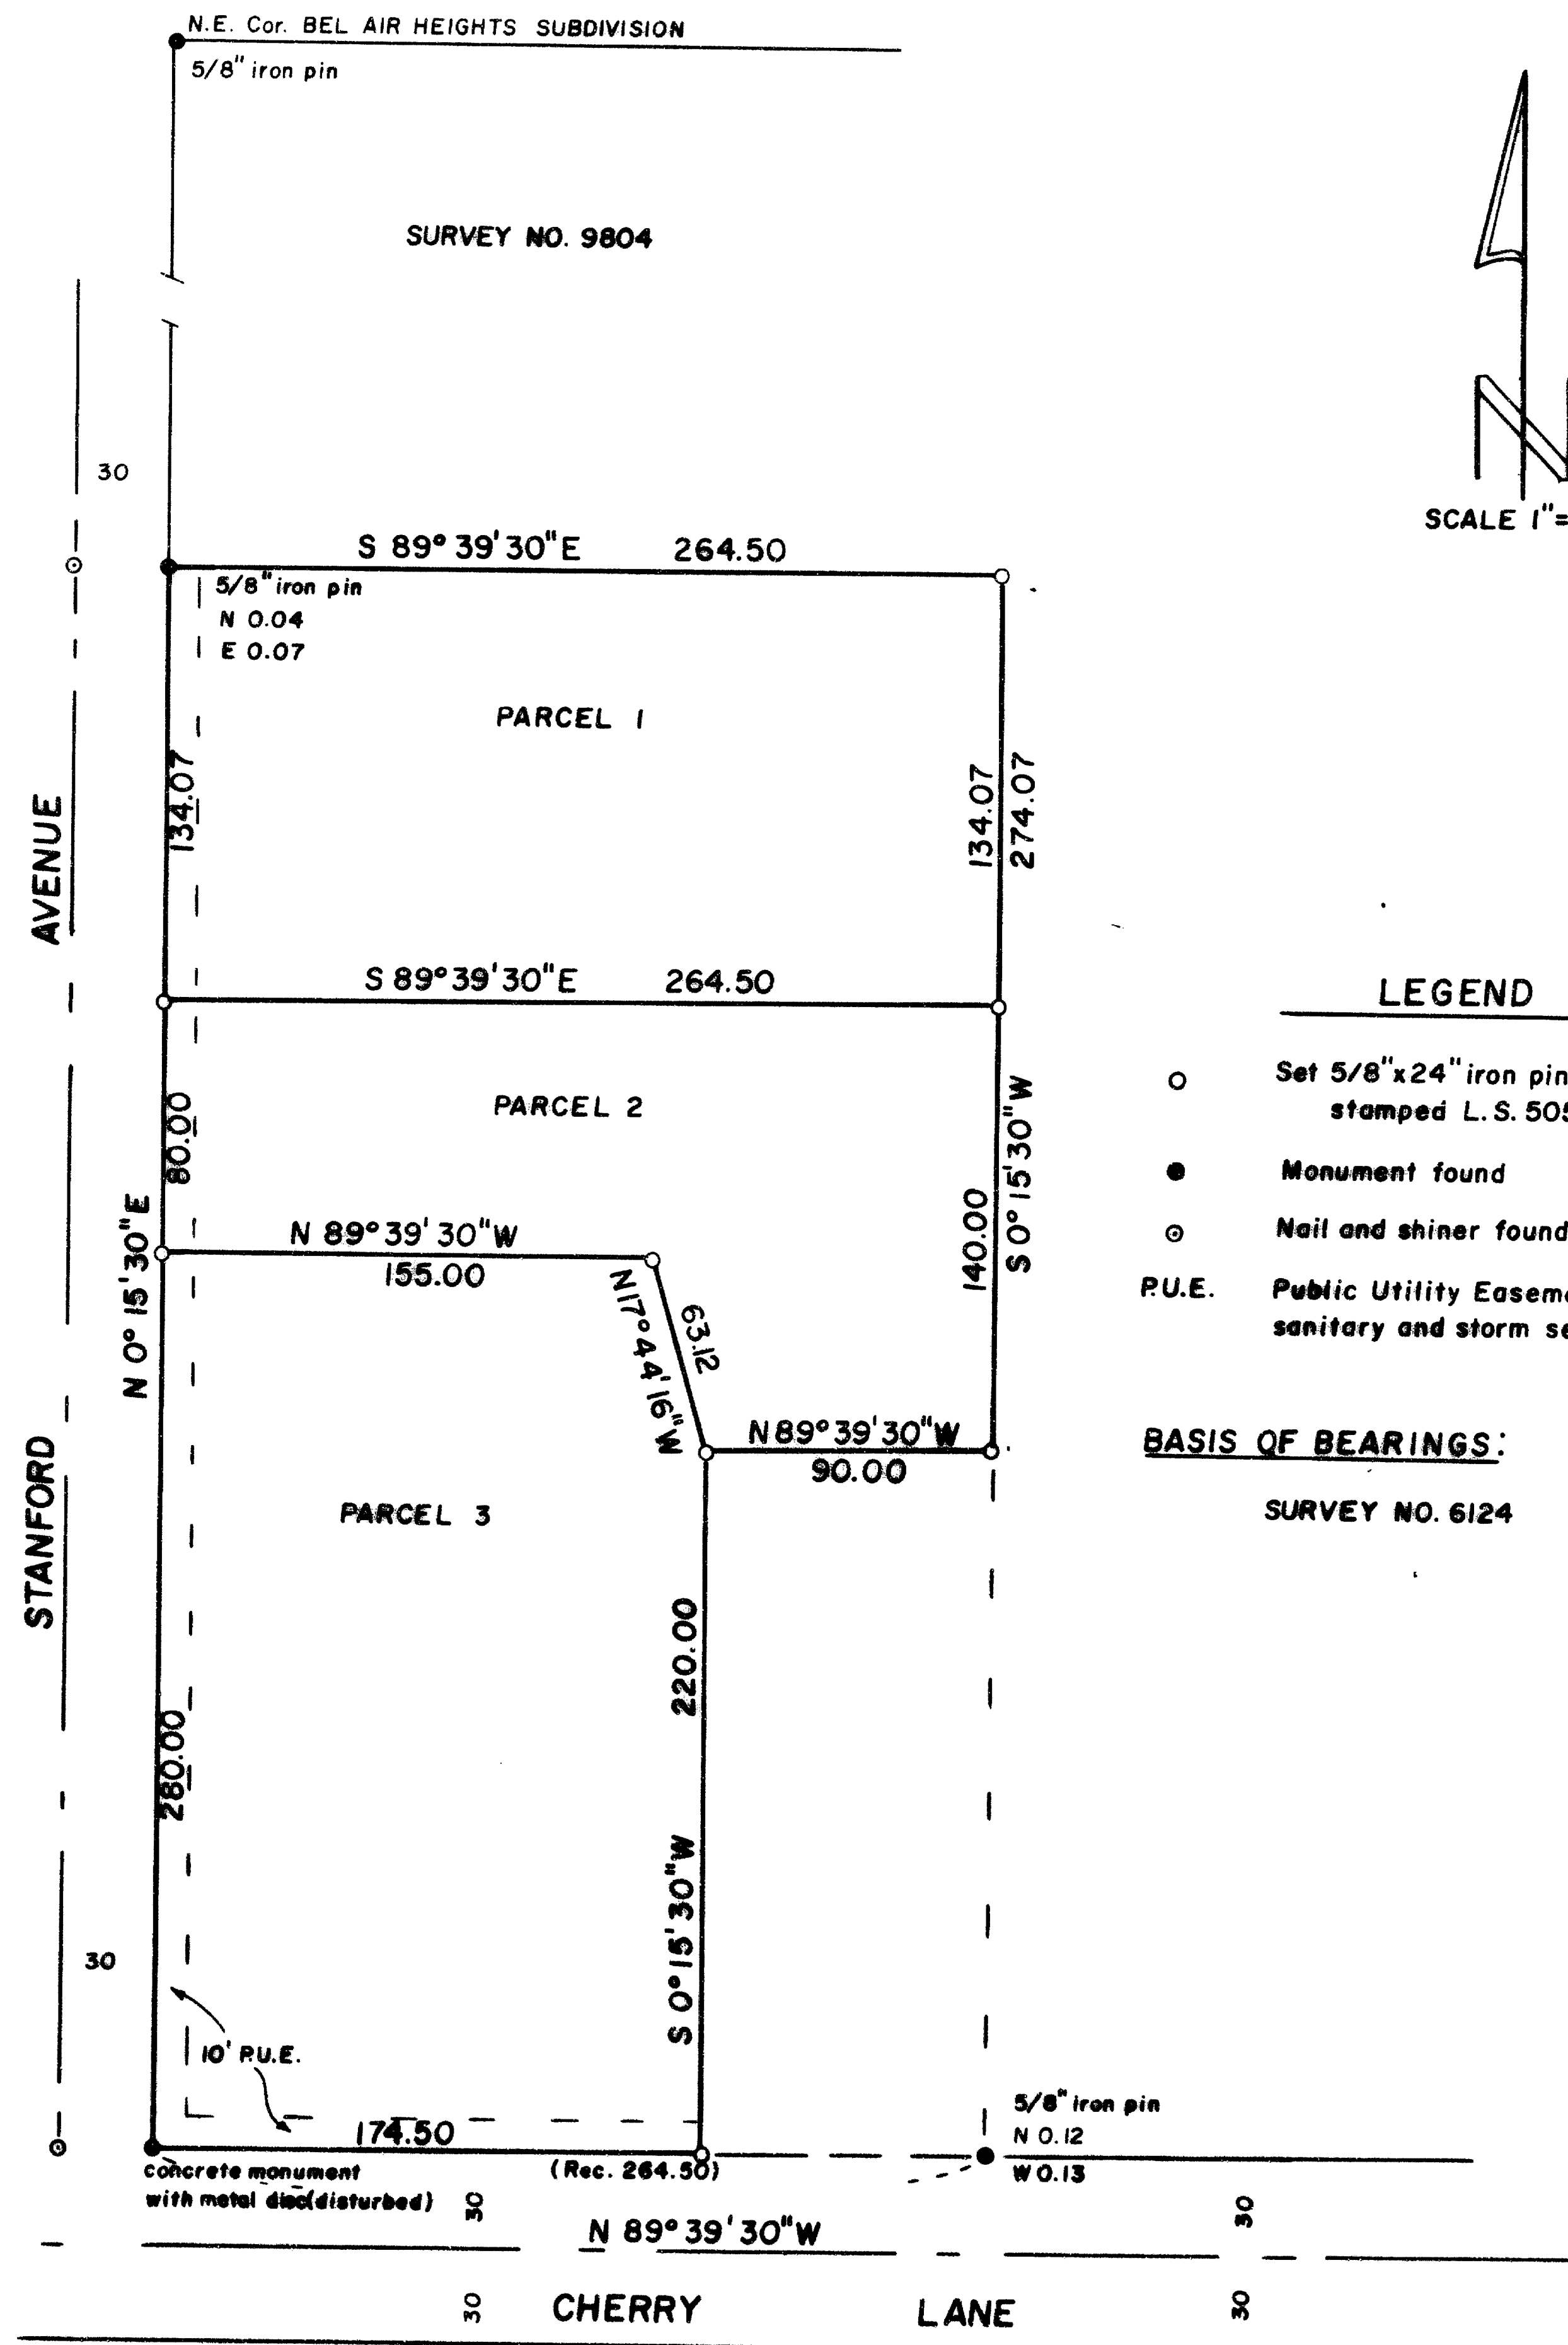 N.E. Cor. BEL AIR HEIGHTS SUBDIVISION
5/8" iron pin
SURVEY NO. 9804
30
SCALE 1"=
S 89° 39' 30" E 264.50
5/8" iron pin
N 0.04
E 0.07
PARCEL 1
134.07
134.07
274.07
AVENUE
S 89° 39' 30" E 264.50
LEGEND
Set 5/8" x 24" iron pin
stamped L.S. 505
Monument found
Nail and shiner found
P.U.E.
Public Utility Easem
sanitary and storm se
PARCEL 2
80.00
S 0° 15' 30" W
140.00
N 0° 15' 30" E
N 89° 39' 30" W
155.00
N 17° 44' 16" W
63.12
N 89° 39' 30" W
90.00
BASIS OF BEARINGS:
SURVEY NO. 6124
STANFORD
PARCEL 3
220.00
280.00
S 0° 15' 30" W
30
10' P.U.E.
174.50
(Rec. 264.50)
5/8" iron pin
N 0.12
W 0.13
concrete monument
with metal disc (disturbed)
30
30
N 89° 39' 30" W
30
CHERRY LANE
30